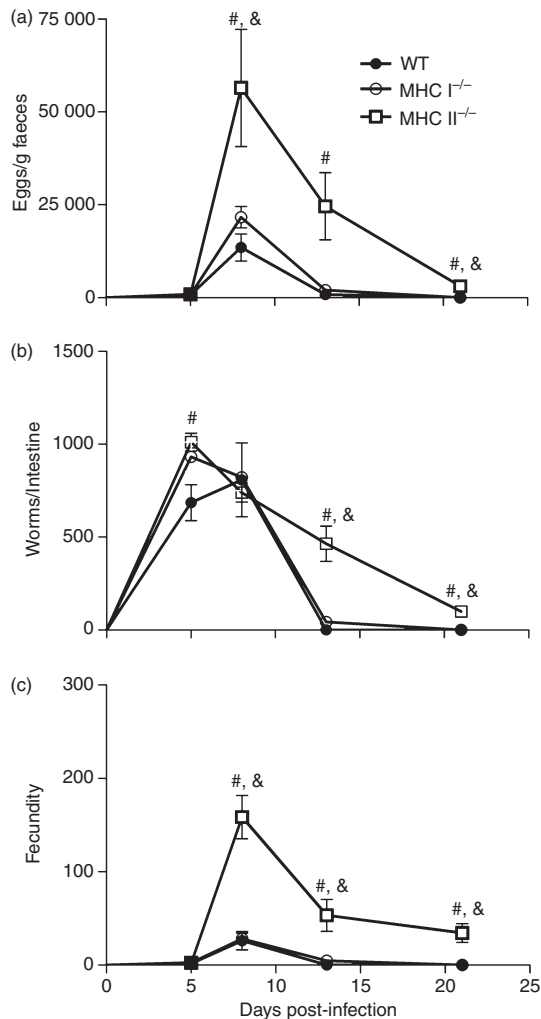 (a)
75 000
50 000
25 000
0
Eggs/g faeces
#, &
#
#, &
WT
MHC I⁻/⁻
MHC II⁻/⁻
(b)
1500
1000
500
0
Worms/Intestine
#
#, &
#, &
(c)
300
200
100
0
Fecundity
#, &
#, &
#, &
0 5 10 15 20 25
Days post-infection